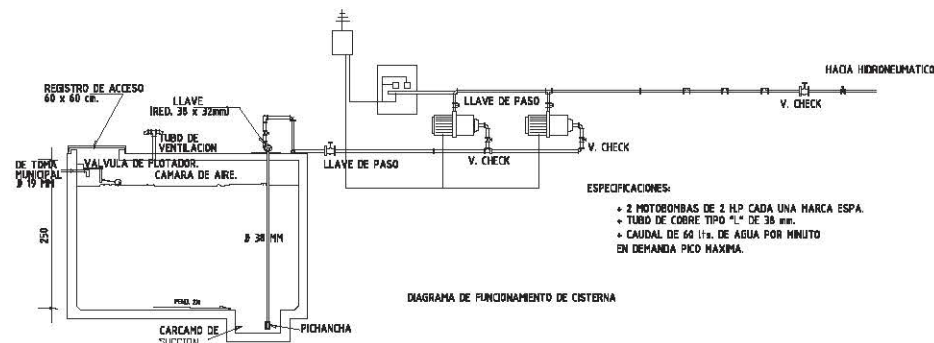 HACIA HIDRONEUMATICO
REGISTRO DE ACCESO
60 x 60 cm.
LLAVE
(RED. 38 x 32mm)
LLAVE DE PASO
V. CHECK
TUBO DE
VENTILACION
V. CHECK
V. CHECK
LLAVE DE PASO
DE TOMA
MUNICIPAL
Ø 19 MM
VALVULA DE FLOTADOR.
CAMARA DE AIRE.
ESPECIFICACIONES:
+ 2 MOTOBOMBAS DE 2 H.P CADA UNA MARCA ESPA.
+ TUBO DE COBRE TIPO "L" DE 38 mm.
+ CAUDAL DE 60 lts. DE AGUA POR MINUTO
EN DEMANDA PICO MAXIMA.
250
Ø 38 MM
DIAGRAMA DE FUNCIONAMIENTO DE CISTERNA
PEND.
CARCAMO DE
SUCCION
PICHANCHA